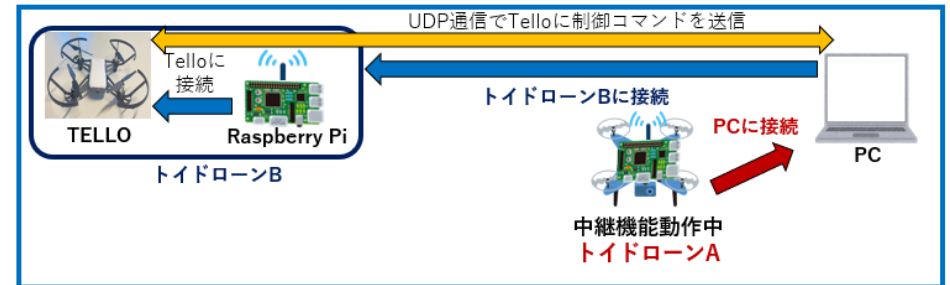 UDP通信でTelloに制御コマンドを送信
Telloに
接続
トイドローンBに接続
PCに接続
TELLO
Raspberry Pi
PC
トイドローンB
中継機能動作中
トイドローンA